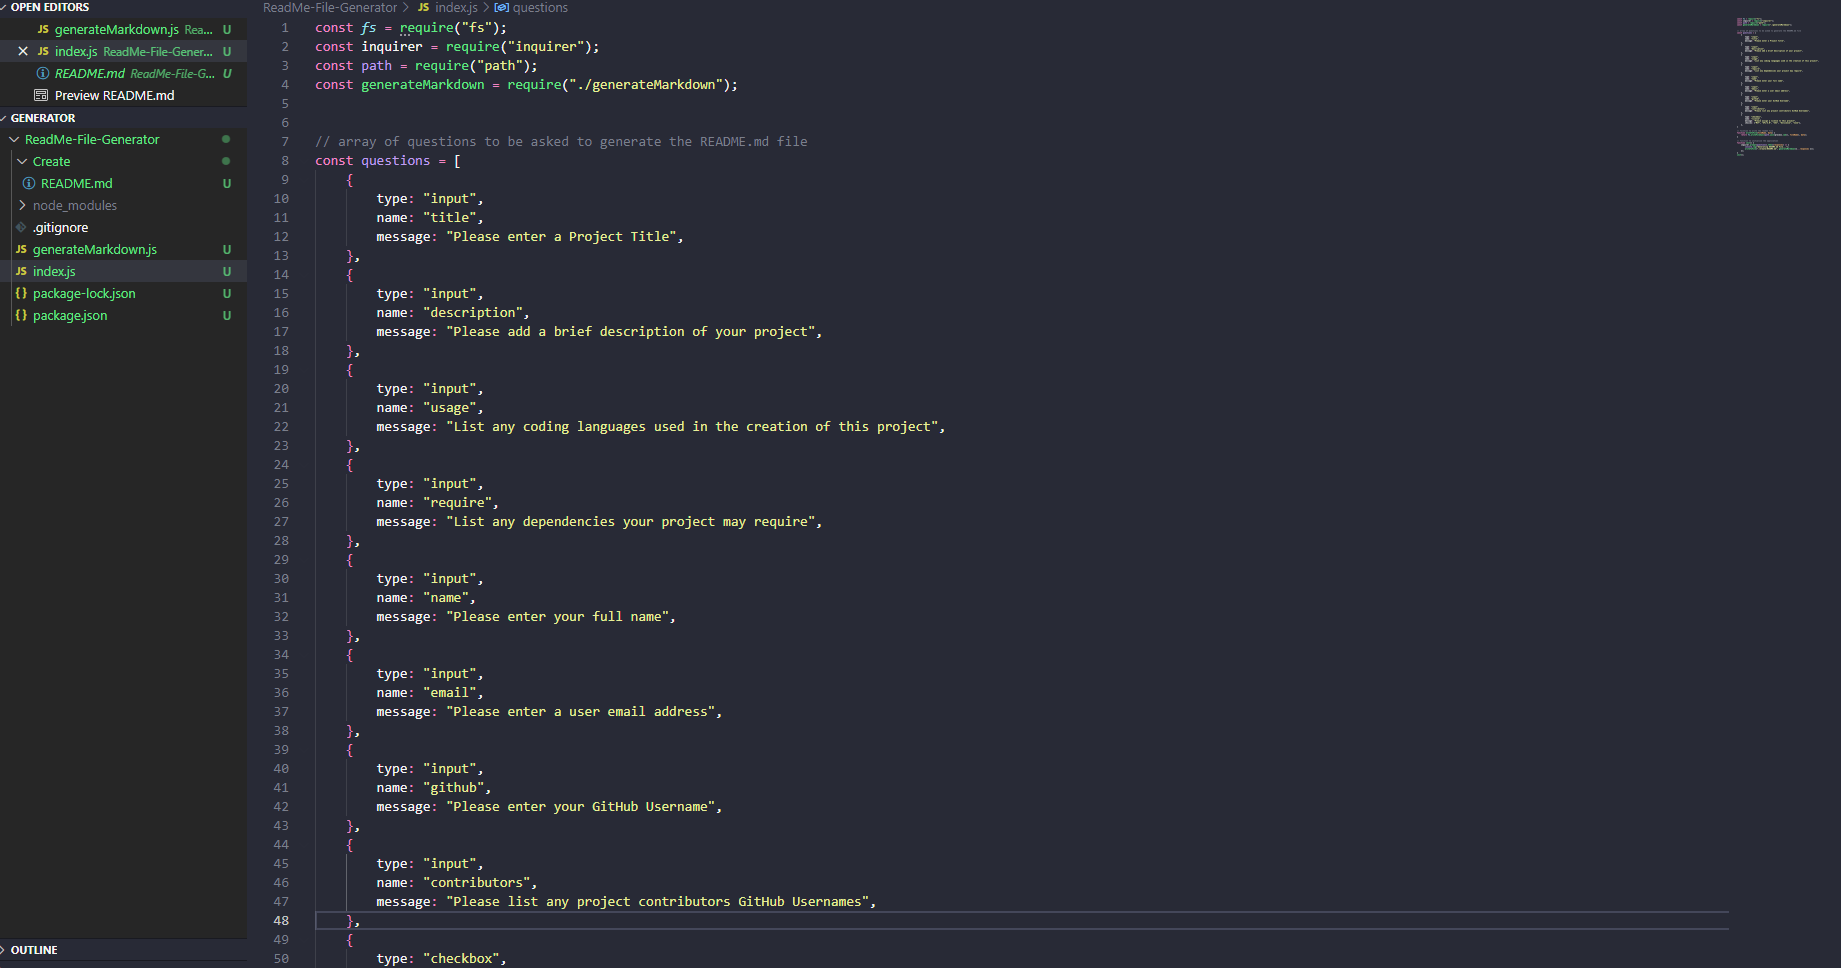 OPEN EDITORS
JS generateMarkdown.js Rea... U
JS index.js ReadMe-File-Gener... U
README.md ReadMe-File-G... U
Preview README.md
GENERATOR
ReadMe-File-Generator
Create
README.md U
node_modules
.gitignore
JS generateMarkdown.js U
JS index.js U
{} package-lock.json U
{} package.json U
OUTLINE
ReadMe-File-Generator > JS index.js > questions
1 const fs = require("fs");
2 const inquirer = require("inquirer");
3 const path = require("path");
4 const generateMarkdown = require("./generateMarkdown");
5
6
7 // array of questions to be asked to generate the README.md file
8 const questions = [
9 {
10 type: "input",
11 name: "title",
12 message: "Please enter a Project Title",
13 },
14 {
15 type: "input",
16 name: "description",
17 message: "Please add a brief description of your project",
18 },
19 {
20 type: "input",
21 name: "usage",
22 message: "List any coding languages used in the creation of this project",
23 },
24 {
25 type: "input",
26 name: "require",
27 message: "List any dependencies your project may require",
28 },
29 {
30 type: "input",
31 name: "name",
32 message: "Please enter your full name",
33 },
34 {
35 type: "input",
36 name: "email",
37 message: "Please enter a user email address",
38 },
39 {
40 type: "input",
41 name: "github",
42 message: "Please enter your GitHub Username",
43 },
44 {
45 type: "input",
46 name: "contributors",
47 message: "Please list any project contributors GitHub Usernames",
48 },
49 {
50 type: "checkbox",